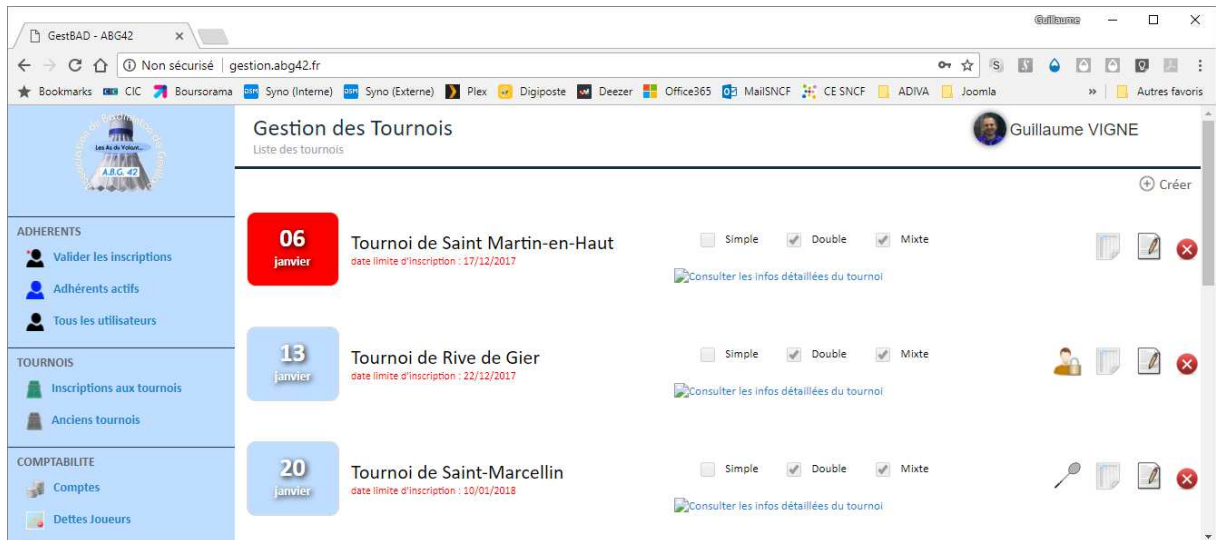 Guillaume
GestBAD - ABG42
Non sécurisé | gestion.abg42.fr
Bookmarks CIC Boursorama Syno (Interne) Syno (Externe) Plex Digiposte Deezer Office365 MailSNCF CE SNCF ADIVA Joomla » Autres favoris
Les As du Volant...
A.B.G. 42
Gestion des Tournois
Liste des tournois
Guillaume VIGNE
Créer
ADHERENTS
Valider les inscriptions
Adhérents actifs
Tous les utilisateurs
TOURNOIS
Inscriptions aux tournois
Anciens tournois
COMPTABILITE
Comptes
Dettes Joueurs
06
janvier
Tournoi de Saint Martin-en-Haut
date limite d'inscription : 17/12/2017
Simple Double Mixte
Consulter les infos détaillées du tournoi
13
janvier
Tournoi de Rive de Gier
date limite d'inscription : 22/12/2017
Simple Double Mixte
Consulter les infos détaillées du tournoi
20
janvier
Tournoi de Saint-Marcellin
date limite d'inscription : 10/01/2018
Simple Double Mixte
Consulter les infos détaillées du tournoi